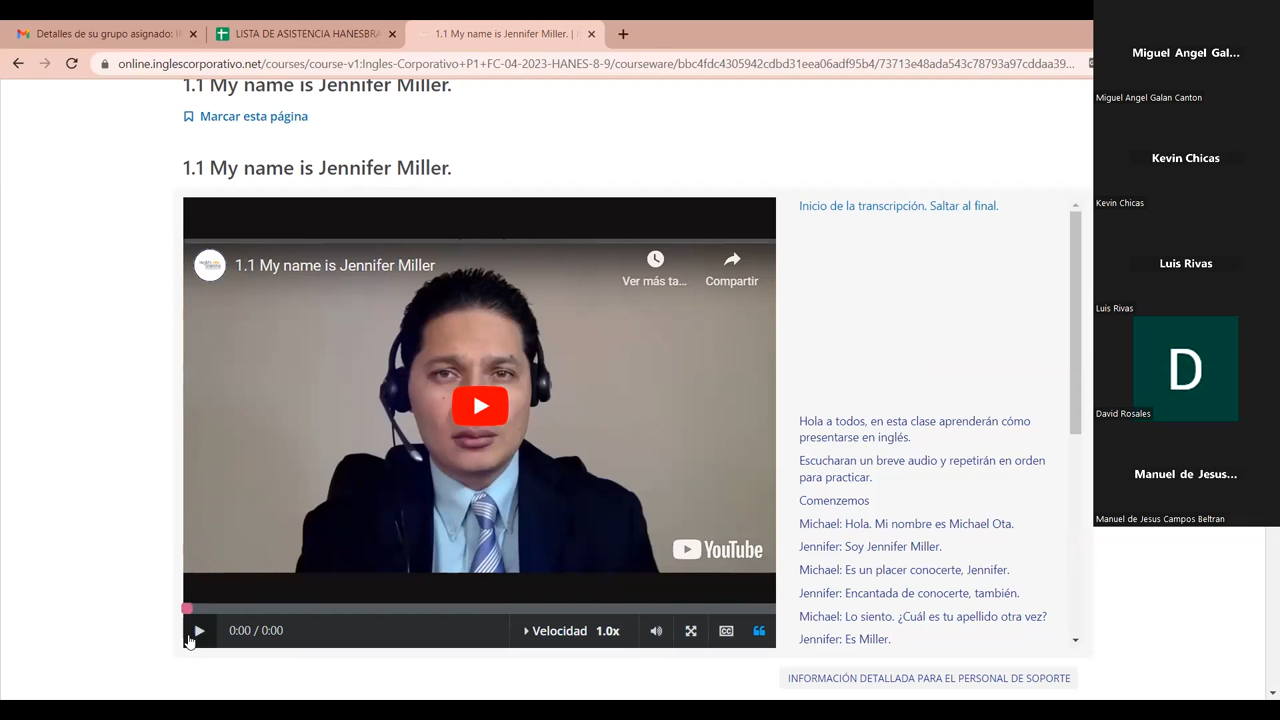 Detalles de su grupo asignado: I
LISTA DE ASISTENCIA HANESBRA
1.1 My name is Jennifer Miller. |
online.inglescorporativo.net/courses/course-v1:Ingles-Corporativo+P1+FC-04-2023-HANES-8-9/courseware/bbc4fdc4305942cdbd31eea06adf95b4/73713e48ada543c78793a97cddaa39...
1.1 My name is Jennifer Miller.
Marcar esta página
1.1 My name is Jennifer Miller.
1.1 My name is Jennifer Miller
Ver más ta...
Compartir
YouTube
0:00 / 0:00
Velocidad 1.0x
CC
Inicio de la transcripción. Saltar al final.
Hola a todos, en esta clase aprenderán cómo
presentarse en inglés.
Escucharan un breve audio y repetirán en orden
para practicar.
Comenzemos
Michael: Hola. Mi nombre es Michael Ota.
Jennifer: Soy Jennifer Miller.
Michael: Es un placer conocerte, Jennifer.
Jennifer: Encantada de conocerte, también.
Michael: Lo siento. ¿Cuál es tu apellido otra vez?
Jennifer: Es Miller.
INFORMACIÓN DETALLADA PARA EL PERSONAL DE SOPORTE
Miguel Angel Gal...
Miguel Angel Galan Canton
Kevin Chicas
Kevin Chicas
Luis Rivas
Luis Rivas
D
David Rosales
Manuel de Jesus...
Manuel de Jesus Campos Beltran